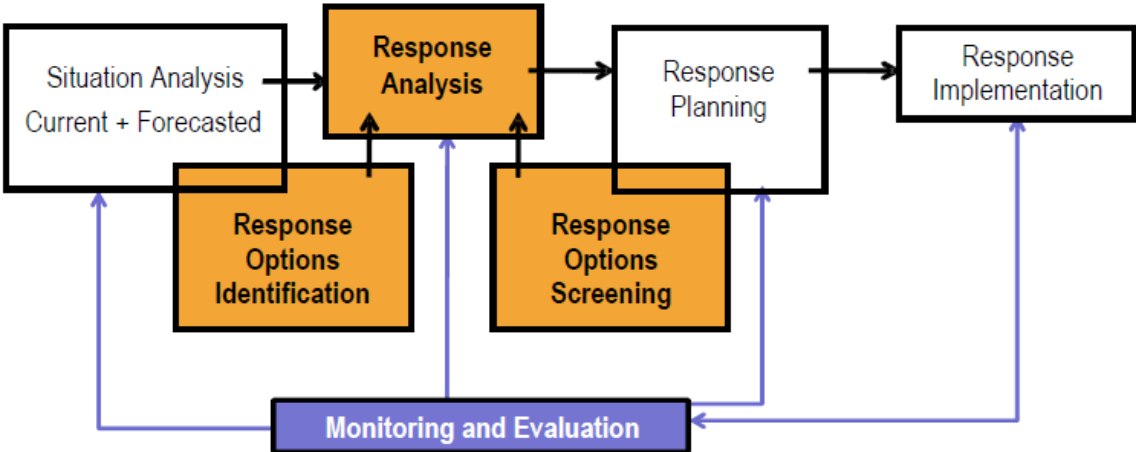 Situation Analysis
Current + Forecasted
Response
Analysis
Response
Planning
Response
Implementation
Response
Options
Identification
Response
Options
Screening
Monitoring and Evaluation